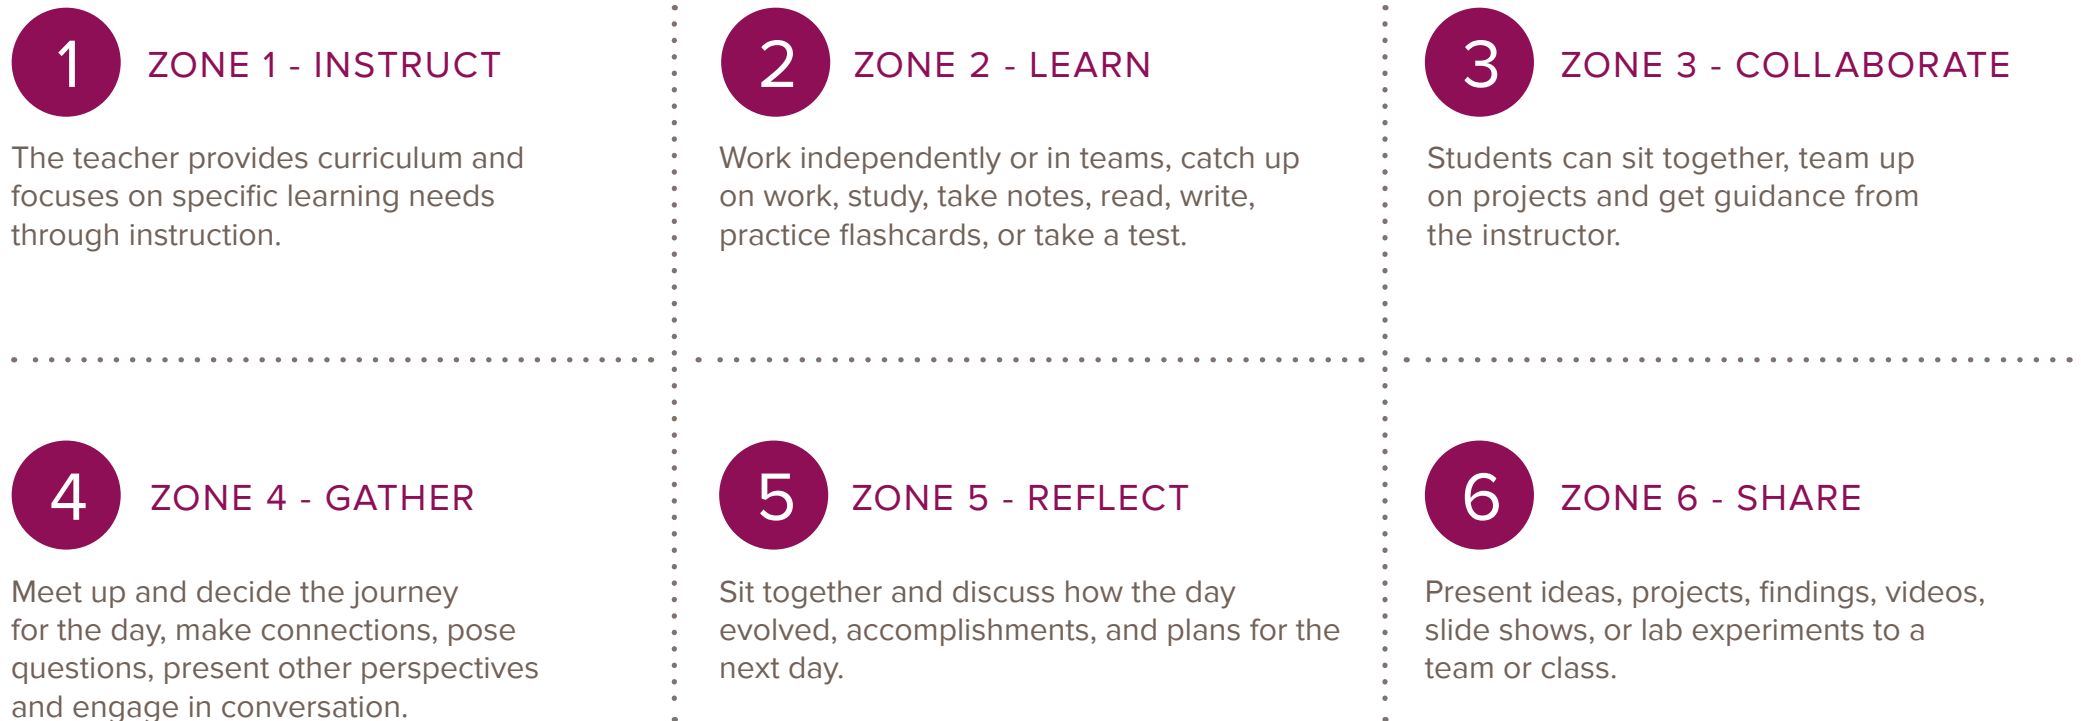 1
ZONE 1 - INSTRUCT
The teacher provides curriculum and
focuses on specific learning needs
through instruction.
2
ZONE 2 - LEARN
Work independently or in teams, catch up
on work, study, take notes, read, write,
practice flashcards, or take a test.
3
ZONE 3 - COLLABORATE
Students can sit together, team up
on projects and get guidance from
the instructor.
4
ZONE 4 - GATHER
Meet up and decide the journey
for the day, make connections, pose
questions, present other perspectives
and engage in conversation.
5
ZONE 5 - REFLECT
Sit together and discuss how the day
evolved, accomplishments, and plans for the
next day.
6
ZONE 6 - SHARE
Present ideas, projects, findings, videos,
slide shows, or lab experiments to a
team or class.